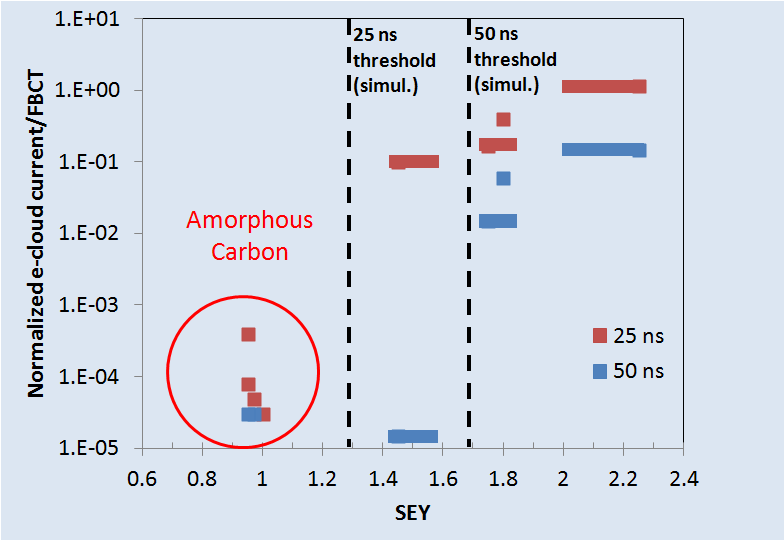 1.E+01
1.E+00
1.E-01
1.E-02
1.E-03
1.E-04
1.E-05
Normalized e-cloud current/FBCT
25 ns
threshold
(simul.)
50 ns
threshold
(simul.)
Amorphous
Carbon
25 ns
50 ns
0.6 0.8 1 1.2 1.4 1.6 1.8 2 2.2 2.4
SEY